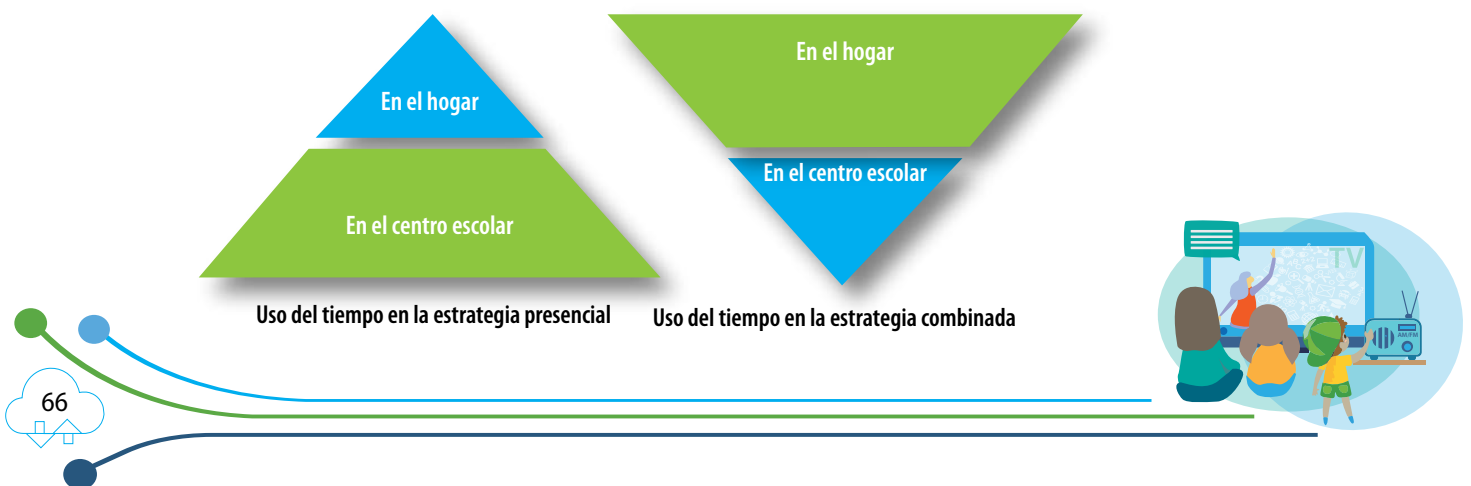 En el hogar
En el centro escolar
Uso del tiempo en la estrategia presencial
En el hogar
En el centro escolar
Uso del tiempo en la estrategia combinada
TV
AM/FM
66